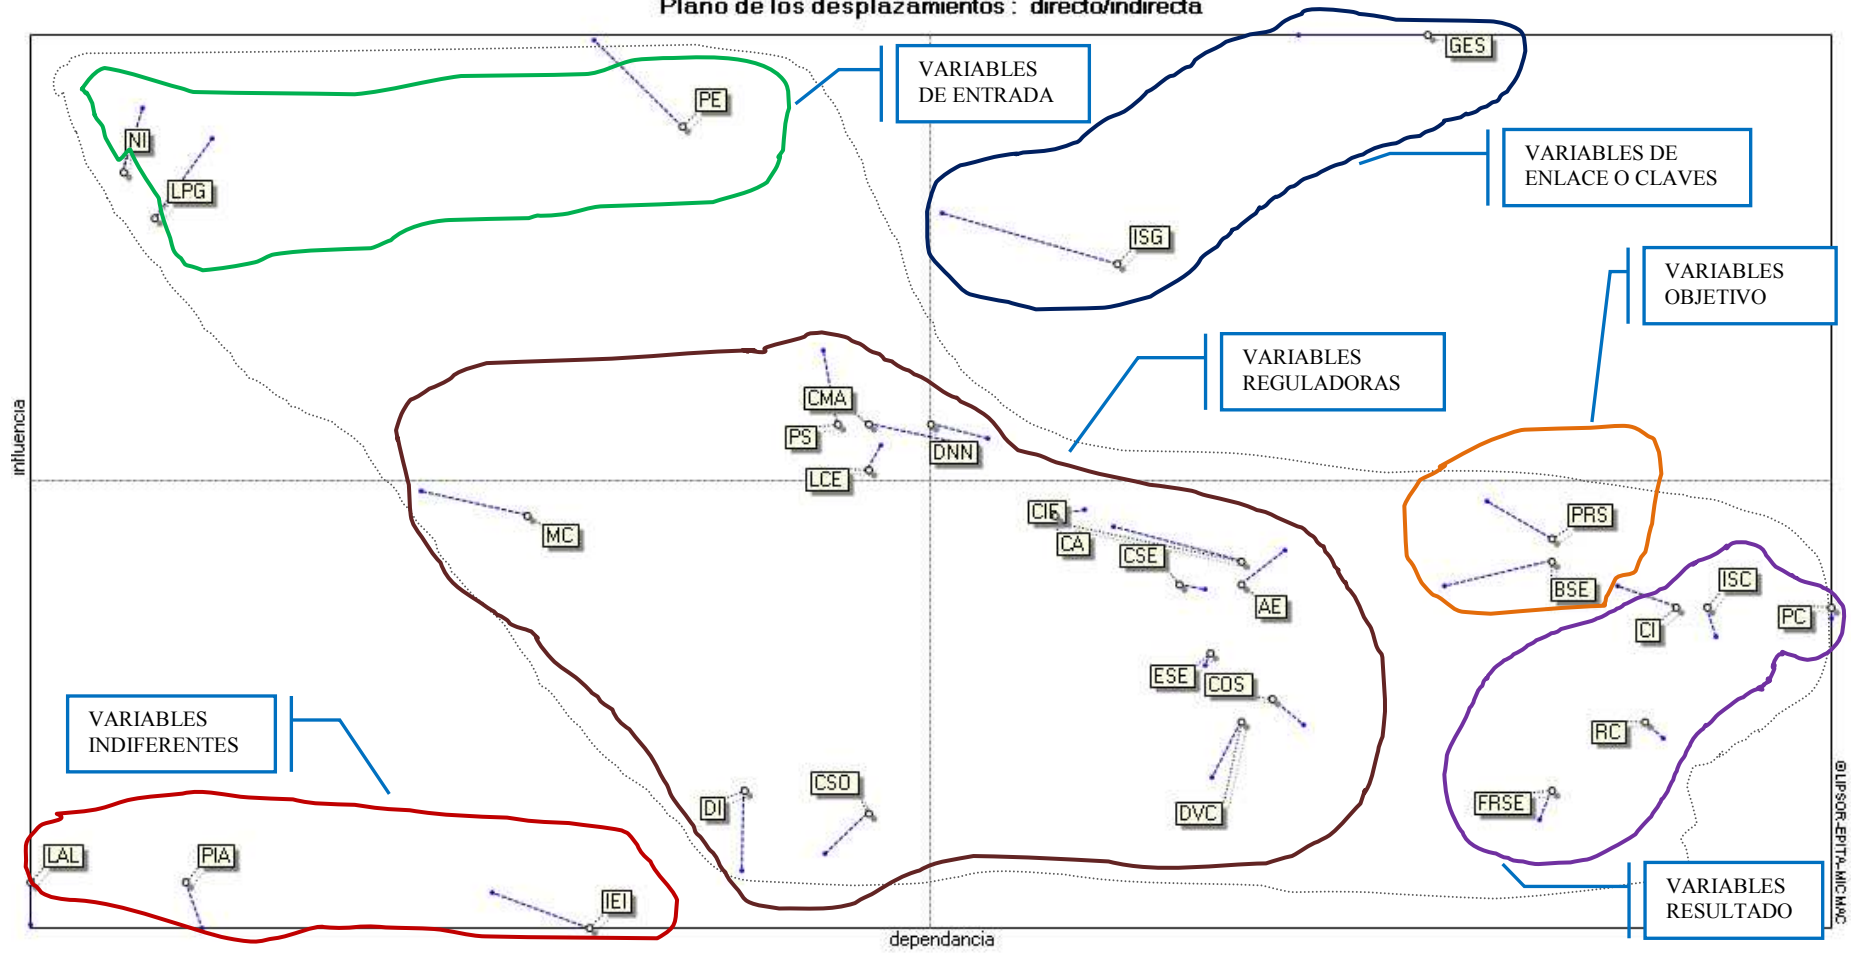 Plano de los desplazamientos : directo/indirecta
GES
VARIABLES
DE ENTRADA
PE
NI
LPG
VARIABLES DE
ENLACE O CLAVES
ISG
VARIABLES
OBJETIVO
VARIABLES
REGULADORAS
CMA
PS
DNN
LCE
influencia
MC
CIE
CA
CSE
AE
PRS
BSE
ISC
CI
PC
ESE
COS
VARIABLES
INDIFERENTES
RC
DI
CSO
DVC
FRSE
LAL
PIA
IEI
VARIABLES
RESULTADO
dependancia
©LIPSOR-EPITA-MICMAC